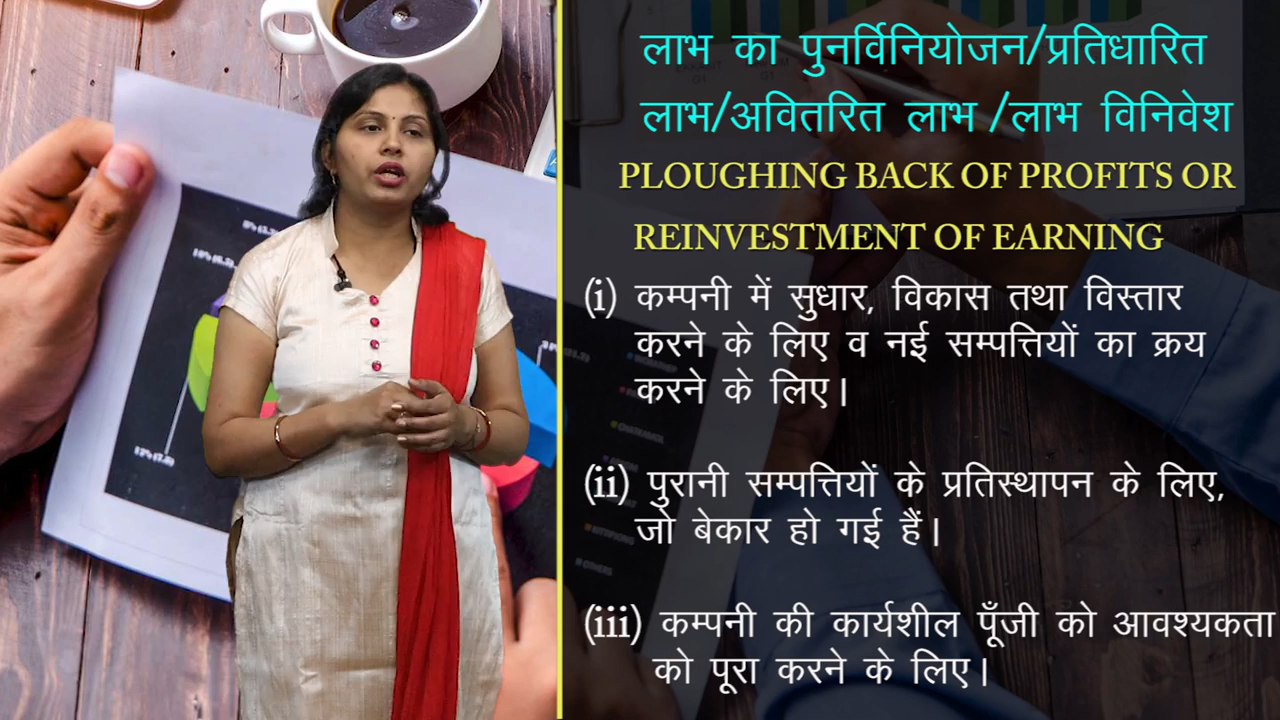 लाभ का पुनर्विनियोजन/प्रतिधारित
लाभ/अवितरित लाभ /लाभ विनिवेश
PLOUGHING BACK OF PROFITS OR
REINVESTMENT OF EARNING
(i) कम्पनी में सुधार, विकास तथा विस्तार
करने के लिए व नई सम्पत्तियों का क्रय
करने के लिए।
(ii) पुरानी सम्पत्तियों के प्रतिस्थापन के लिए,
जो बेकार हो गई हैं।
(iii) कम्पनी की कार्यशील पूँजी को आवश्यकता
को पूरा करने के लिए।